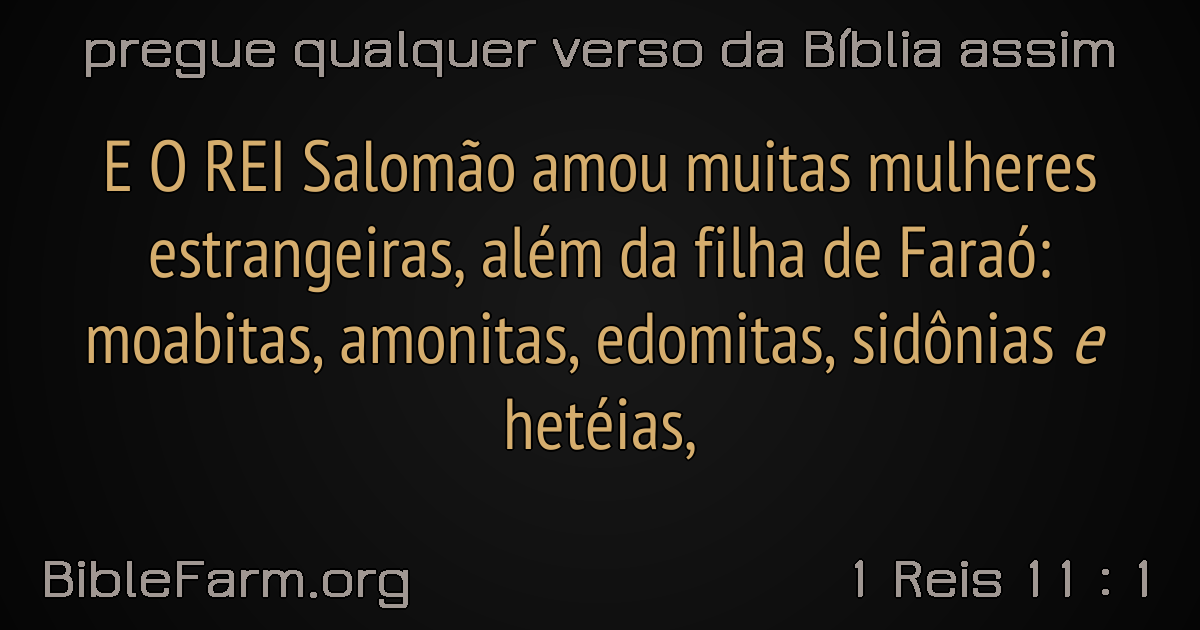 pregue qualquer verso da Bíblia assim
E O REI Salomão amou muitas mulheres
estrangeiras, além da filha de Faraó:
moabitas, amonitas, edomitas, sidônias e
hetéias,
BibleFarm.org
1 Reis 11 : 1